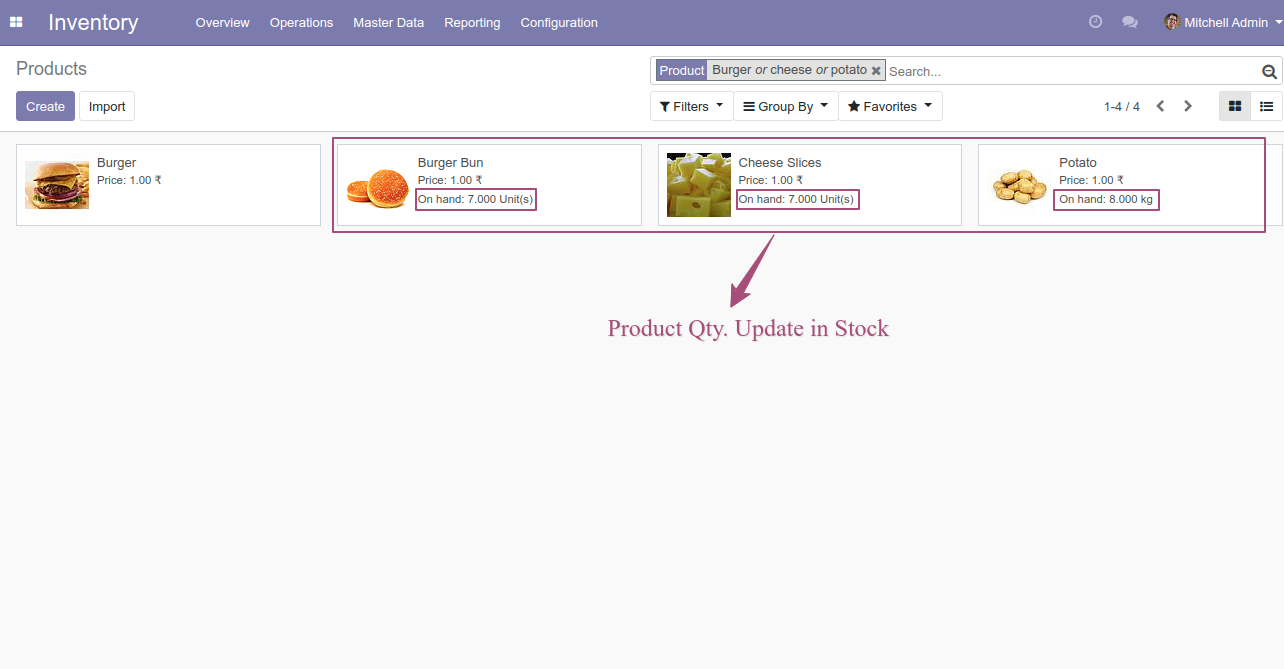 Inventory Overview Operations Master Data Reporting Configuration Mitchell Admin
Products
Product Burger or cheese or potato Search...
Create Import Filters Group By Favorites 1-4 / 4
Burger
Price: 1.00 ₹
Burger Bun
Price: 1.00 ₹
On hand: 7.000 Unit(s)
Cheese Slices
Price: 1.00 ₹
On hand: 7.000 Unit(s)
Potato
Price: 1.00 ₹
On hand: 8.000 kg
Product Qty. Update in Stock